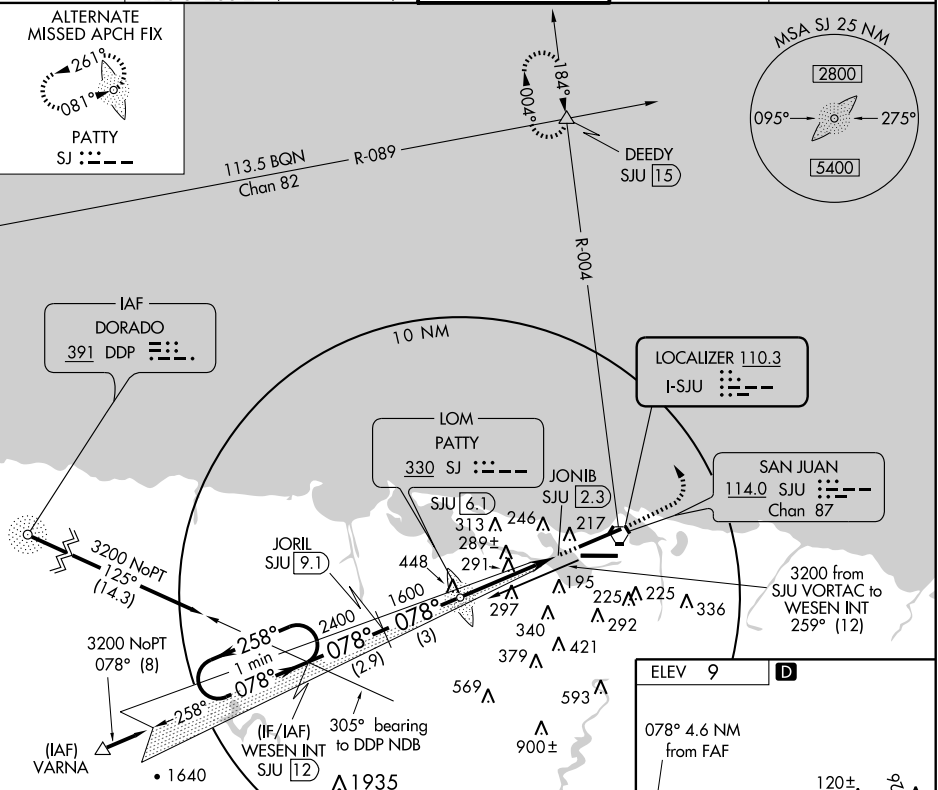 ALTERNATE
MISSED APCH FIX
261°
081°
PATTY
SJ
113.5 BQN
Chan 82
R-089
184°
004°
DEEDY
SJU 15
R-004
MSA SJ 25 NM
2800
095°
275°
5400
IAF
DORADO
391 DDP
10 NM
LOCALIZER 110.3
I-SJU
LOM
PATTY
330 SJ
SJU 6.1
JONIB
SJU 2.3
SAN JUAN
114.0 SJU
Chan 87
313
246
217
289±
291
448
297
195
225
225
336
340
292
421
379
569
593
900±
3200 NoPT
125°
(14.3)
JORIL
SJU 9.1
1600
2400
078°
(3)
078°
(2.9)
258°
1 min
078°
258°
3200 from
SJU VORTAC to
WESEN INT
259° (12)
3200 NoPT
078° (8)
(IAF)
VARNA
(IF/IAF)
WESEN INT
SJU 12
305° bearing
to DDP NDB
1640
1935
ELEV 9
D
078° 4.6 NM
from FAF
120±